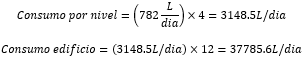 Consumo por nivel = (782 L/dia) × 4 = 3148.5L/dia
Consumo edificio = (3148.5L/dia) × 12 = 37785.6L/dia